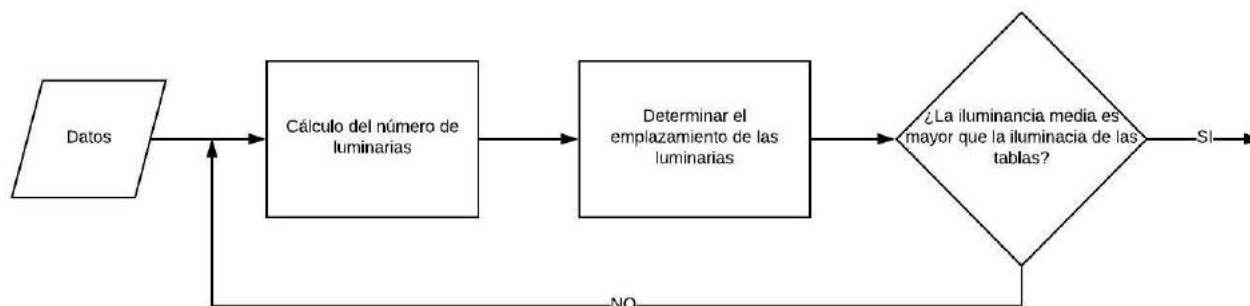 Datos
Cálculo del número de
luminarias
Determinar el
emplazamiento de las
luminarias
¿La iluminancia media es
mayor que la iluminacia de las
tablas?
SI
NO